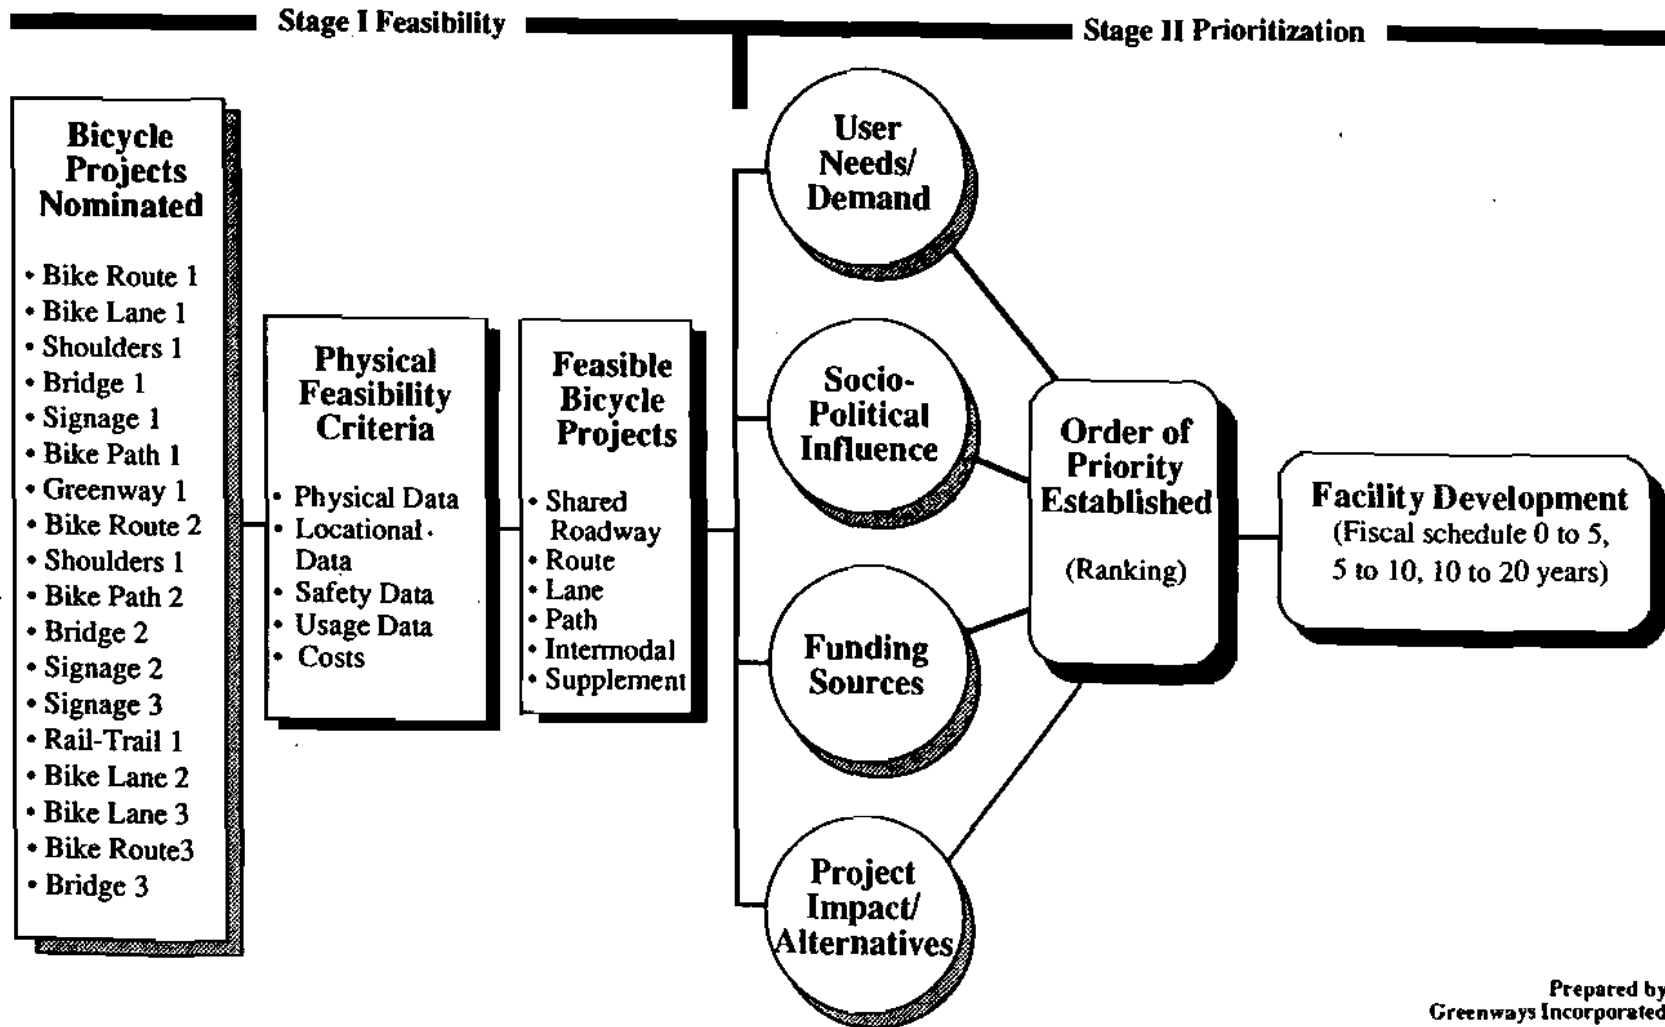 Stage I Feasibility
Stage II Prioritization
Bicycle
Projects
Nominated
• Bike Route 1
• Bike Lane 1
• Shoulders 1
• Bridge 1
• Signage 1
• Bike Path 1
• Greenway 1
• Bike Route 2
• Shoulders 1
• Bike Path 2
• Bridge 2
• Signage 2
• Signage 3
• Rail-Trail 1
• Bike Lane 2
• Bike Lane 3
• Bike Route3
• Bridge 3
Physical
Feasibility
Criteria
• Physical Data
• Locational
Data
• Safety Data
• Usage Data
• Costs
Feasible
Bicycle
Projects
• Shared
Roadway
• Route
• Lane
• Path
• Intermodal
• Supplement
User
Needs/
Demand
Socio-
Political
Influence
Funding
Sources
Project
Impact/
Alternatives
Order of
Priority
Established
(Ranking)
Facility Development
(Fiscal schedule 0 to 5,
5 to 10, 10 to 20 years)
Prepared by
Greenways Incorporated